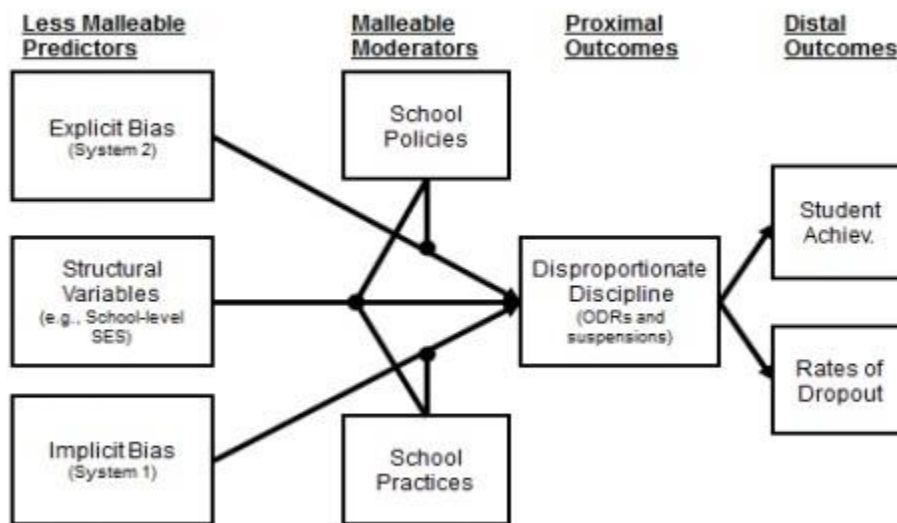 Less Malleable
Predictors
Malleable
Moderators
Proximal
Outcomes
Distal
Outcomes
Explicit Bias
(System 2)
School
Policies
Structural
Variables
(e.g., School-level
SES)
Disproportionate
Discipline
(ODRs and
suspensions)
Student
Achiev.
Rates of
Dropout
Implicit Bias
(System 1)
School
Practices